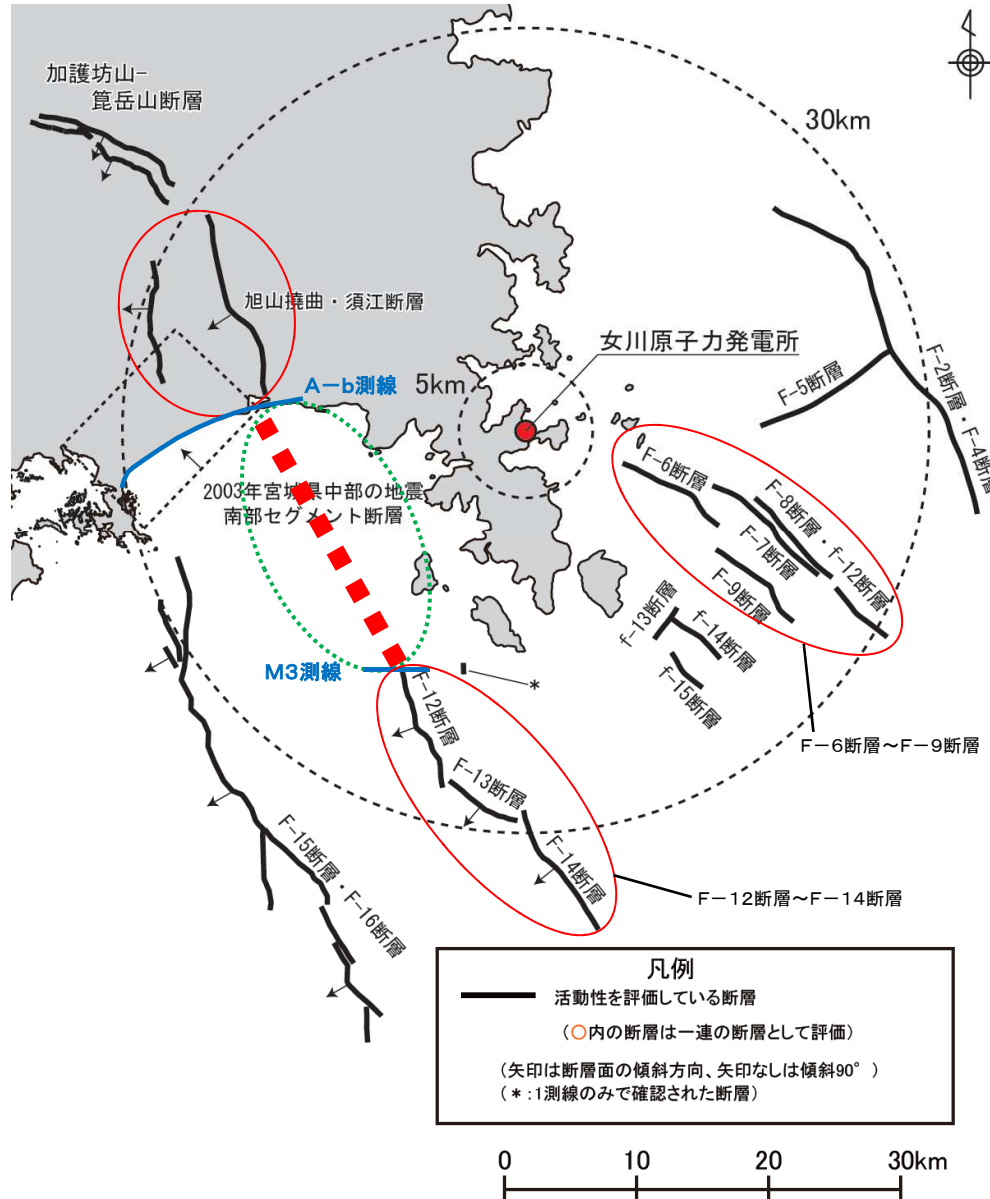 加護坊山−
箟岳山断層
30km
旭山撓曲・須江断層
女川原子力発電所
5km
A−b測線
F-5断層
F-2断層・F-4断層
2003年宮城県中部の地震
南部セグメント断層
F-6断層
F-8断層・f-12断層
F-7断層
F-9断層
f-13断層
f-14断層
f-15断層
M3測線
*
F-12断層
F−6断層〜F−9断層
F-13断層
F-14断層
F-15断層・F-16断層
F−12断層〜F−14断層
凡例
活動性を評価している断層
(○内の断層は一連の断層として評価)
(矢印は断層面の傾斜方向、矢印なしは傾斜90°)
(*:1測線のみで確認された断層)
0 10 20 30km